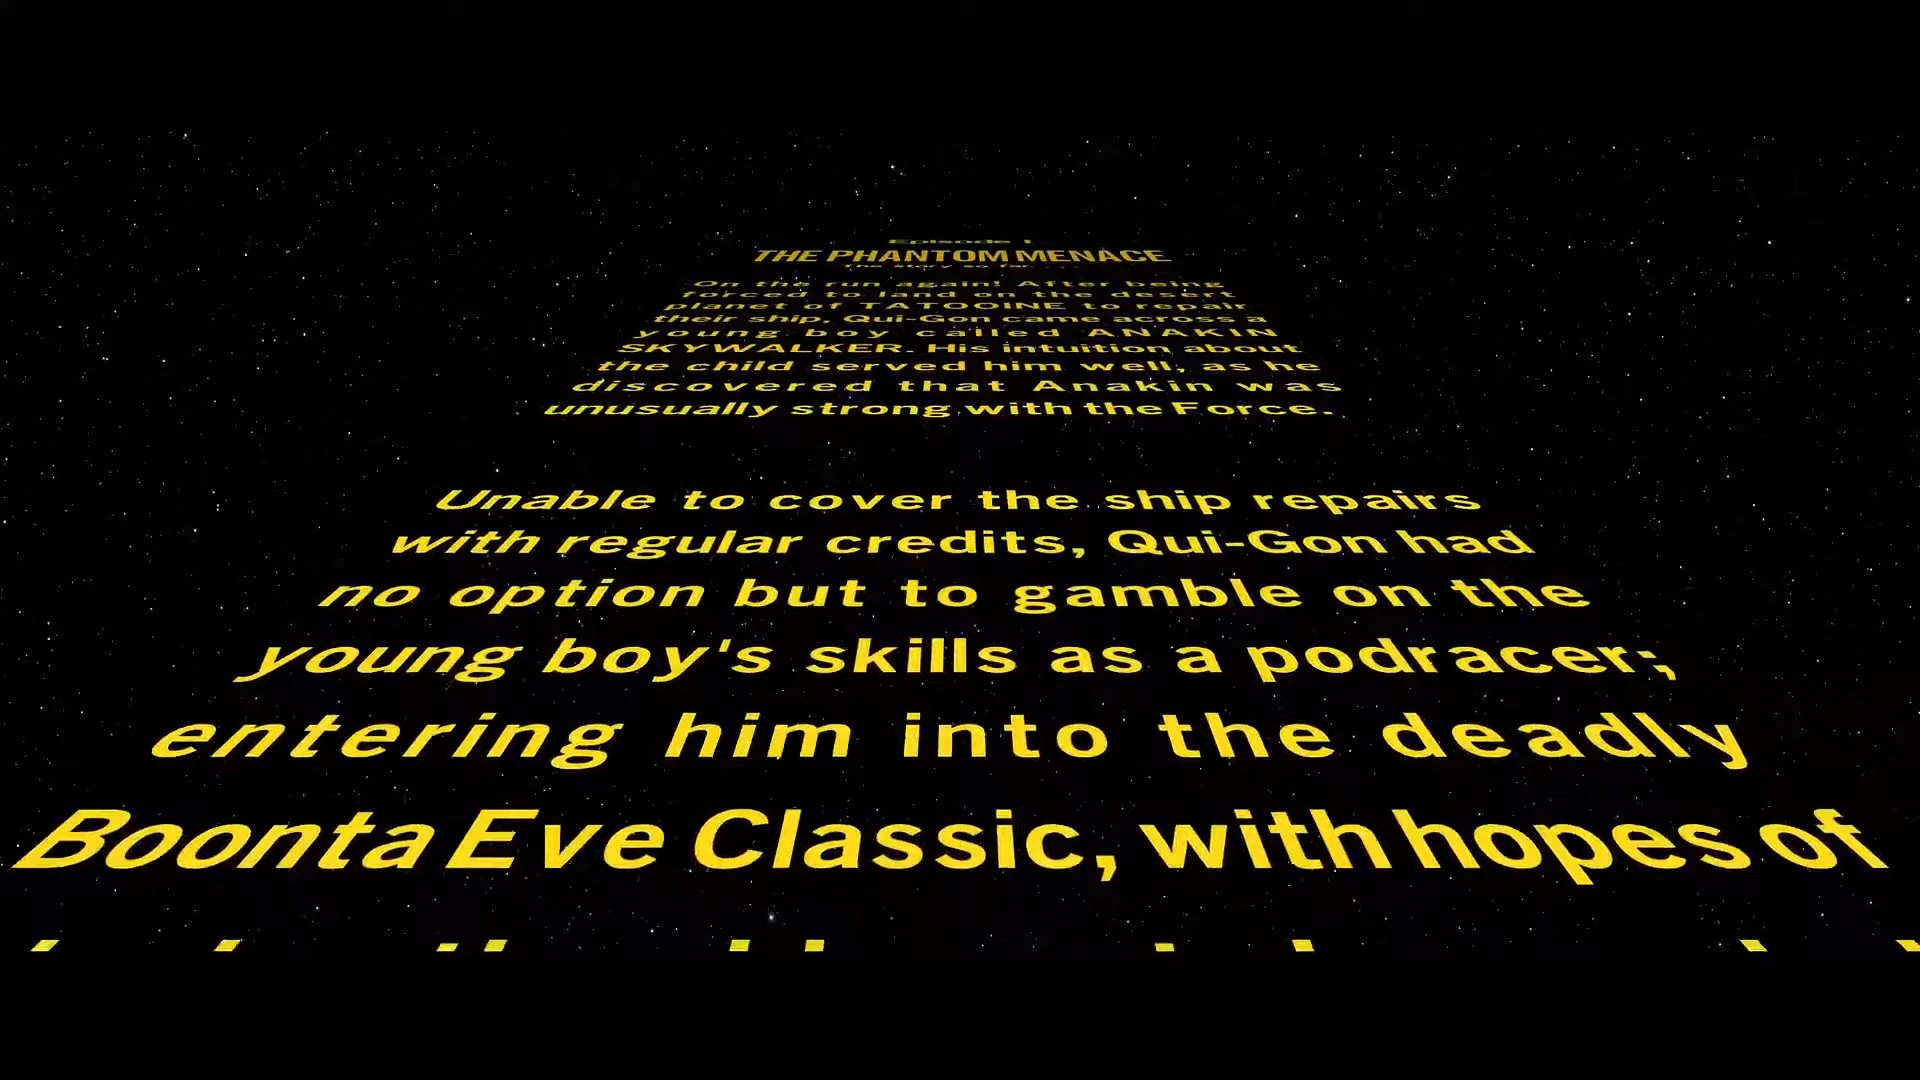 Episode I
THE PHANTOM MENACE
The story so far. . . .
On the run again! After being
forced to land on the desert
planet of TATOOINE to repair
their ship, Qui-Gon came across a
young boy called ANAKIN
SKYWALKER. His intuition about
the child served him well, as he
discovered that Anakin was
unusually strong with the Force.
Unable to cover the ship repairs
with regular credits, Qui-Gon had
no option but to gamble on the
young boy's skills as a podracer;
entering him into the deadly
Boonta Eve Classic, with hopes of